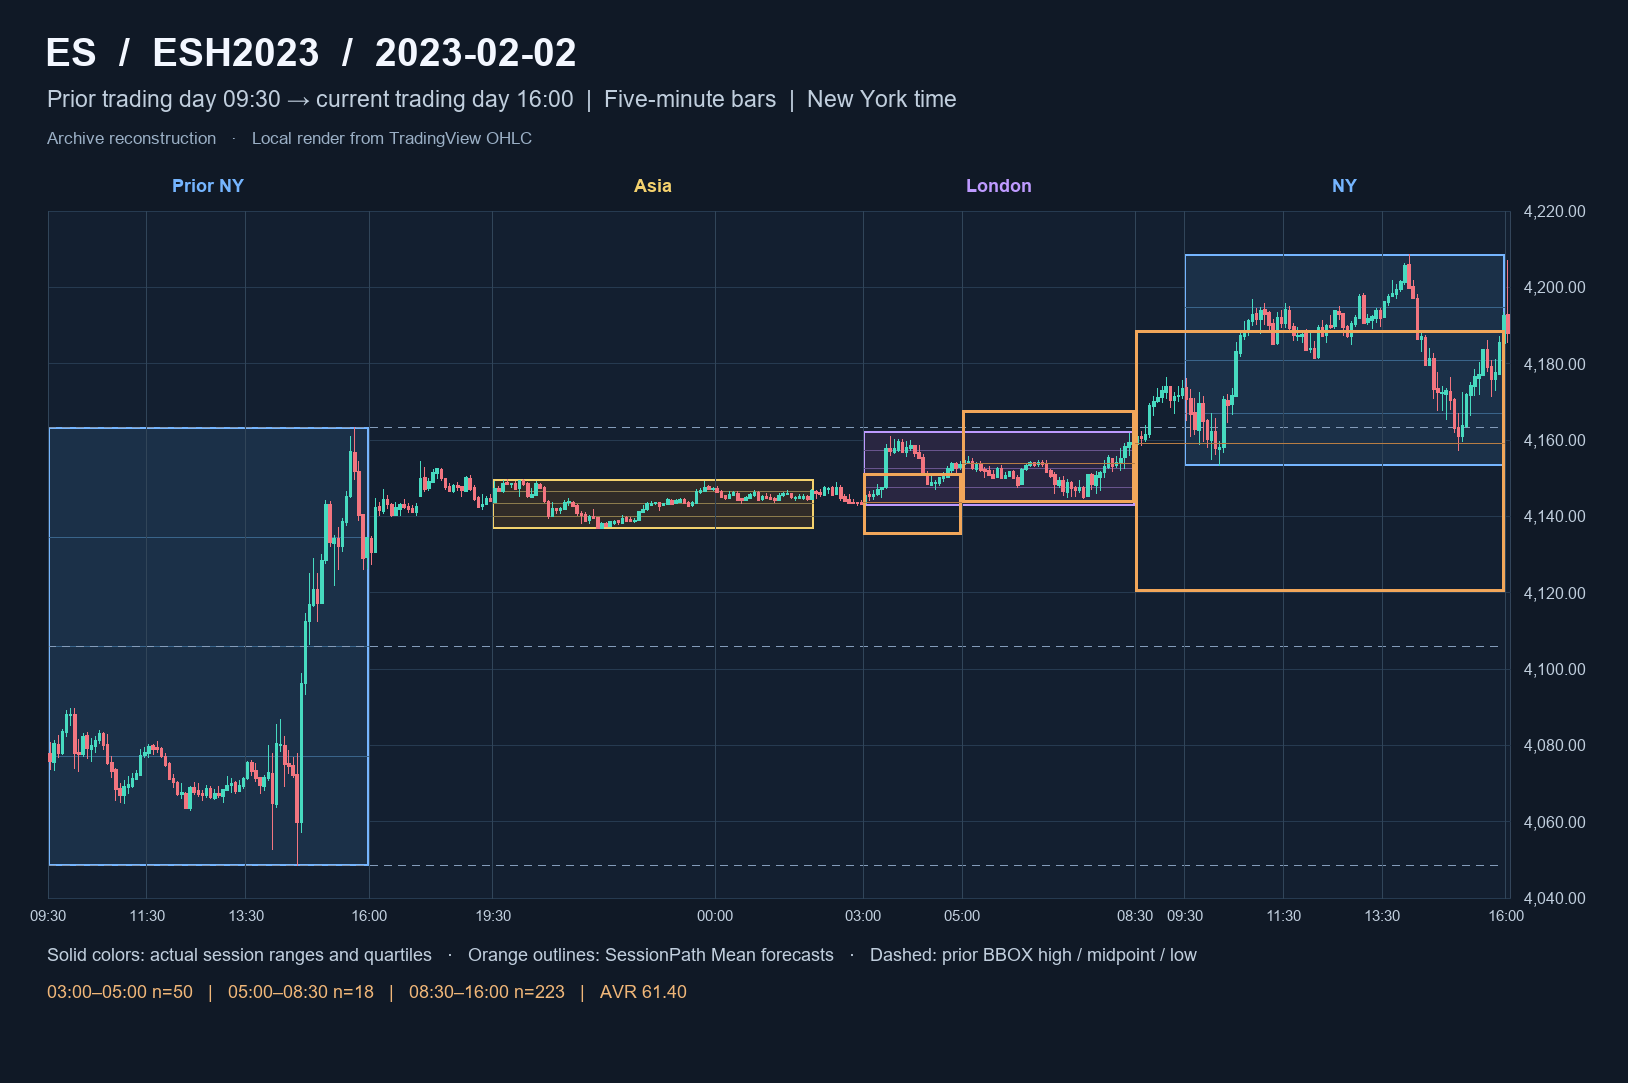 ES / ESH2023 / 2023-02-02
Prior trading day 09:30 → current trading day 16:00 | Five-minute bars | New York time
Archive reconstruction · Local render from TradingView OHLC
Prior NY Asia London NY
4,220.00
4,200.00
4,180.00
4,160.00
4,140.00
4,120.00
4,100.00
4,080.00
4,060.00
4,040.00
09:30 11:30 13:30 16:00 19:30 00:00 03:00 05:00 08:30 09:30 11:30 13:30 16:00
Solid colors: actual session ranges and quartiles · Orange outlines: SessionPath Mean forecasts · Dashed: prior BBOX high / midpoint / low
03:00–05:00 n=50 | 05:00–08:30 n=18 | 08:30–16:00 n=223 | AVR 61.40